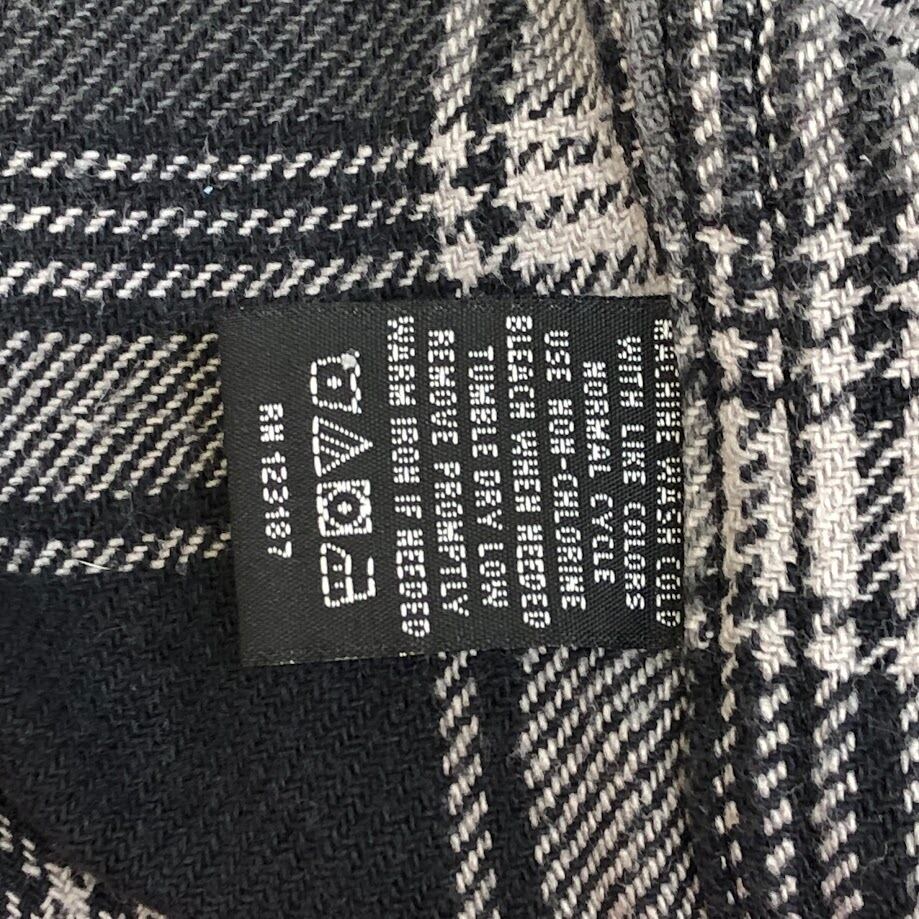 MACHINE WASH COLD
WITH LIKE COLORS
NORMAL CYCLE
USE NON-CHLORINE
BLEACH WHEN NEEDED
TUMBLE DRY LOW
REMOVE PROMPTLY
WARM IRON IF NEEDED
RN 123187